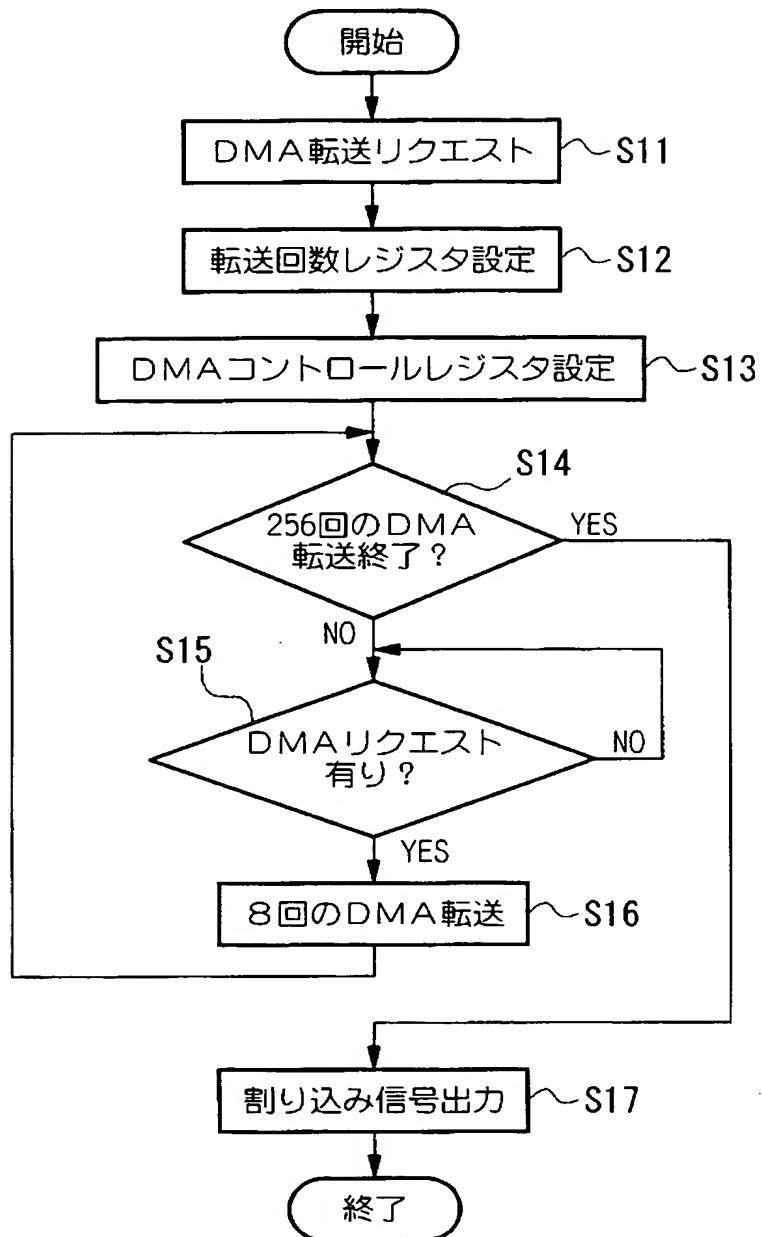 開始
DMA転送リクエスト S11
転送回数レジスタ設定 S12
DMAコントロールレジスタ設定 S13
S14
256回のDMA
転送終了？
YES
NO
S15
DMAリクエスト
有り？
NO
YES
8回のDMA転送 S16
割り込み信号出力 S17
終了